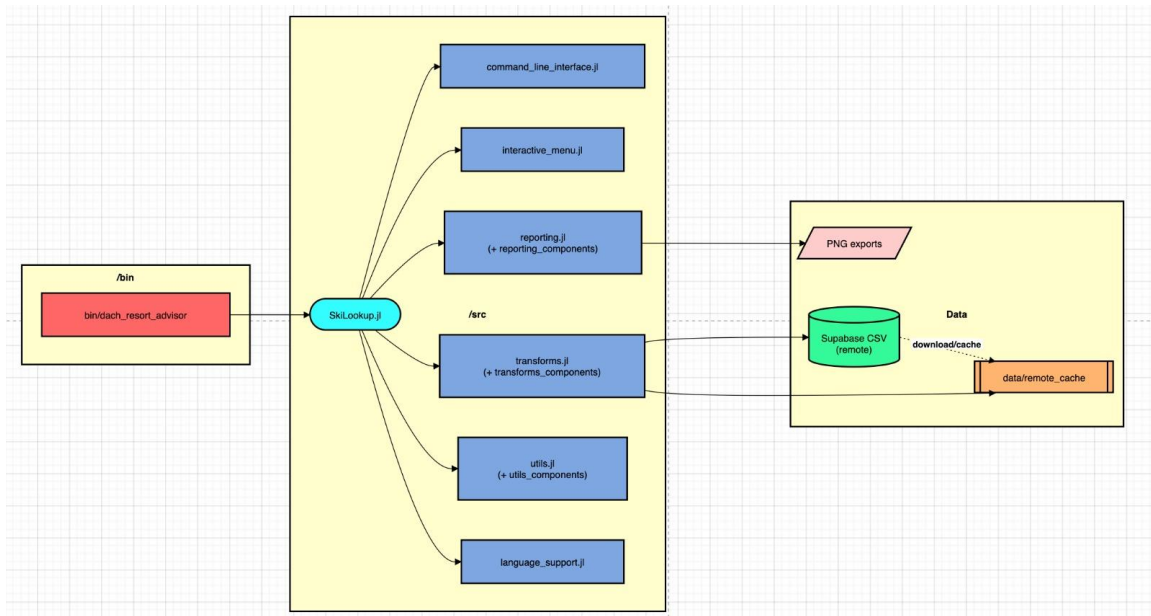 /bin
bin/dach_resort_advisor
SkiLookup.jl
/src
command_line_interface.jl
interactive_menu.jl
reporting.jl
(+ reporting_components)
transforms.jl
(+ transforms_components)
utils.jl
(+ utils_components)
language_support.jl
Data
PNG exports
Supabase CSV
(remote)
download/cache
data/remote_cache